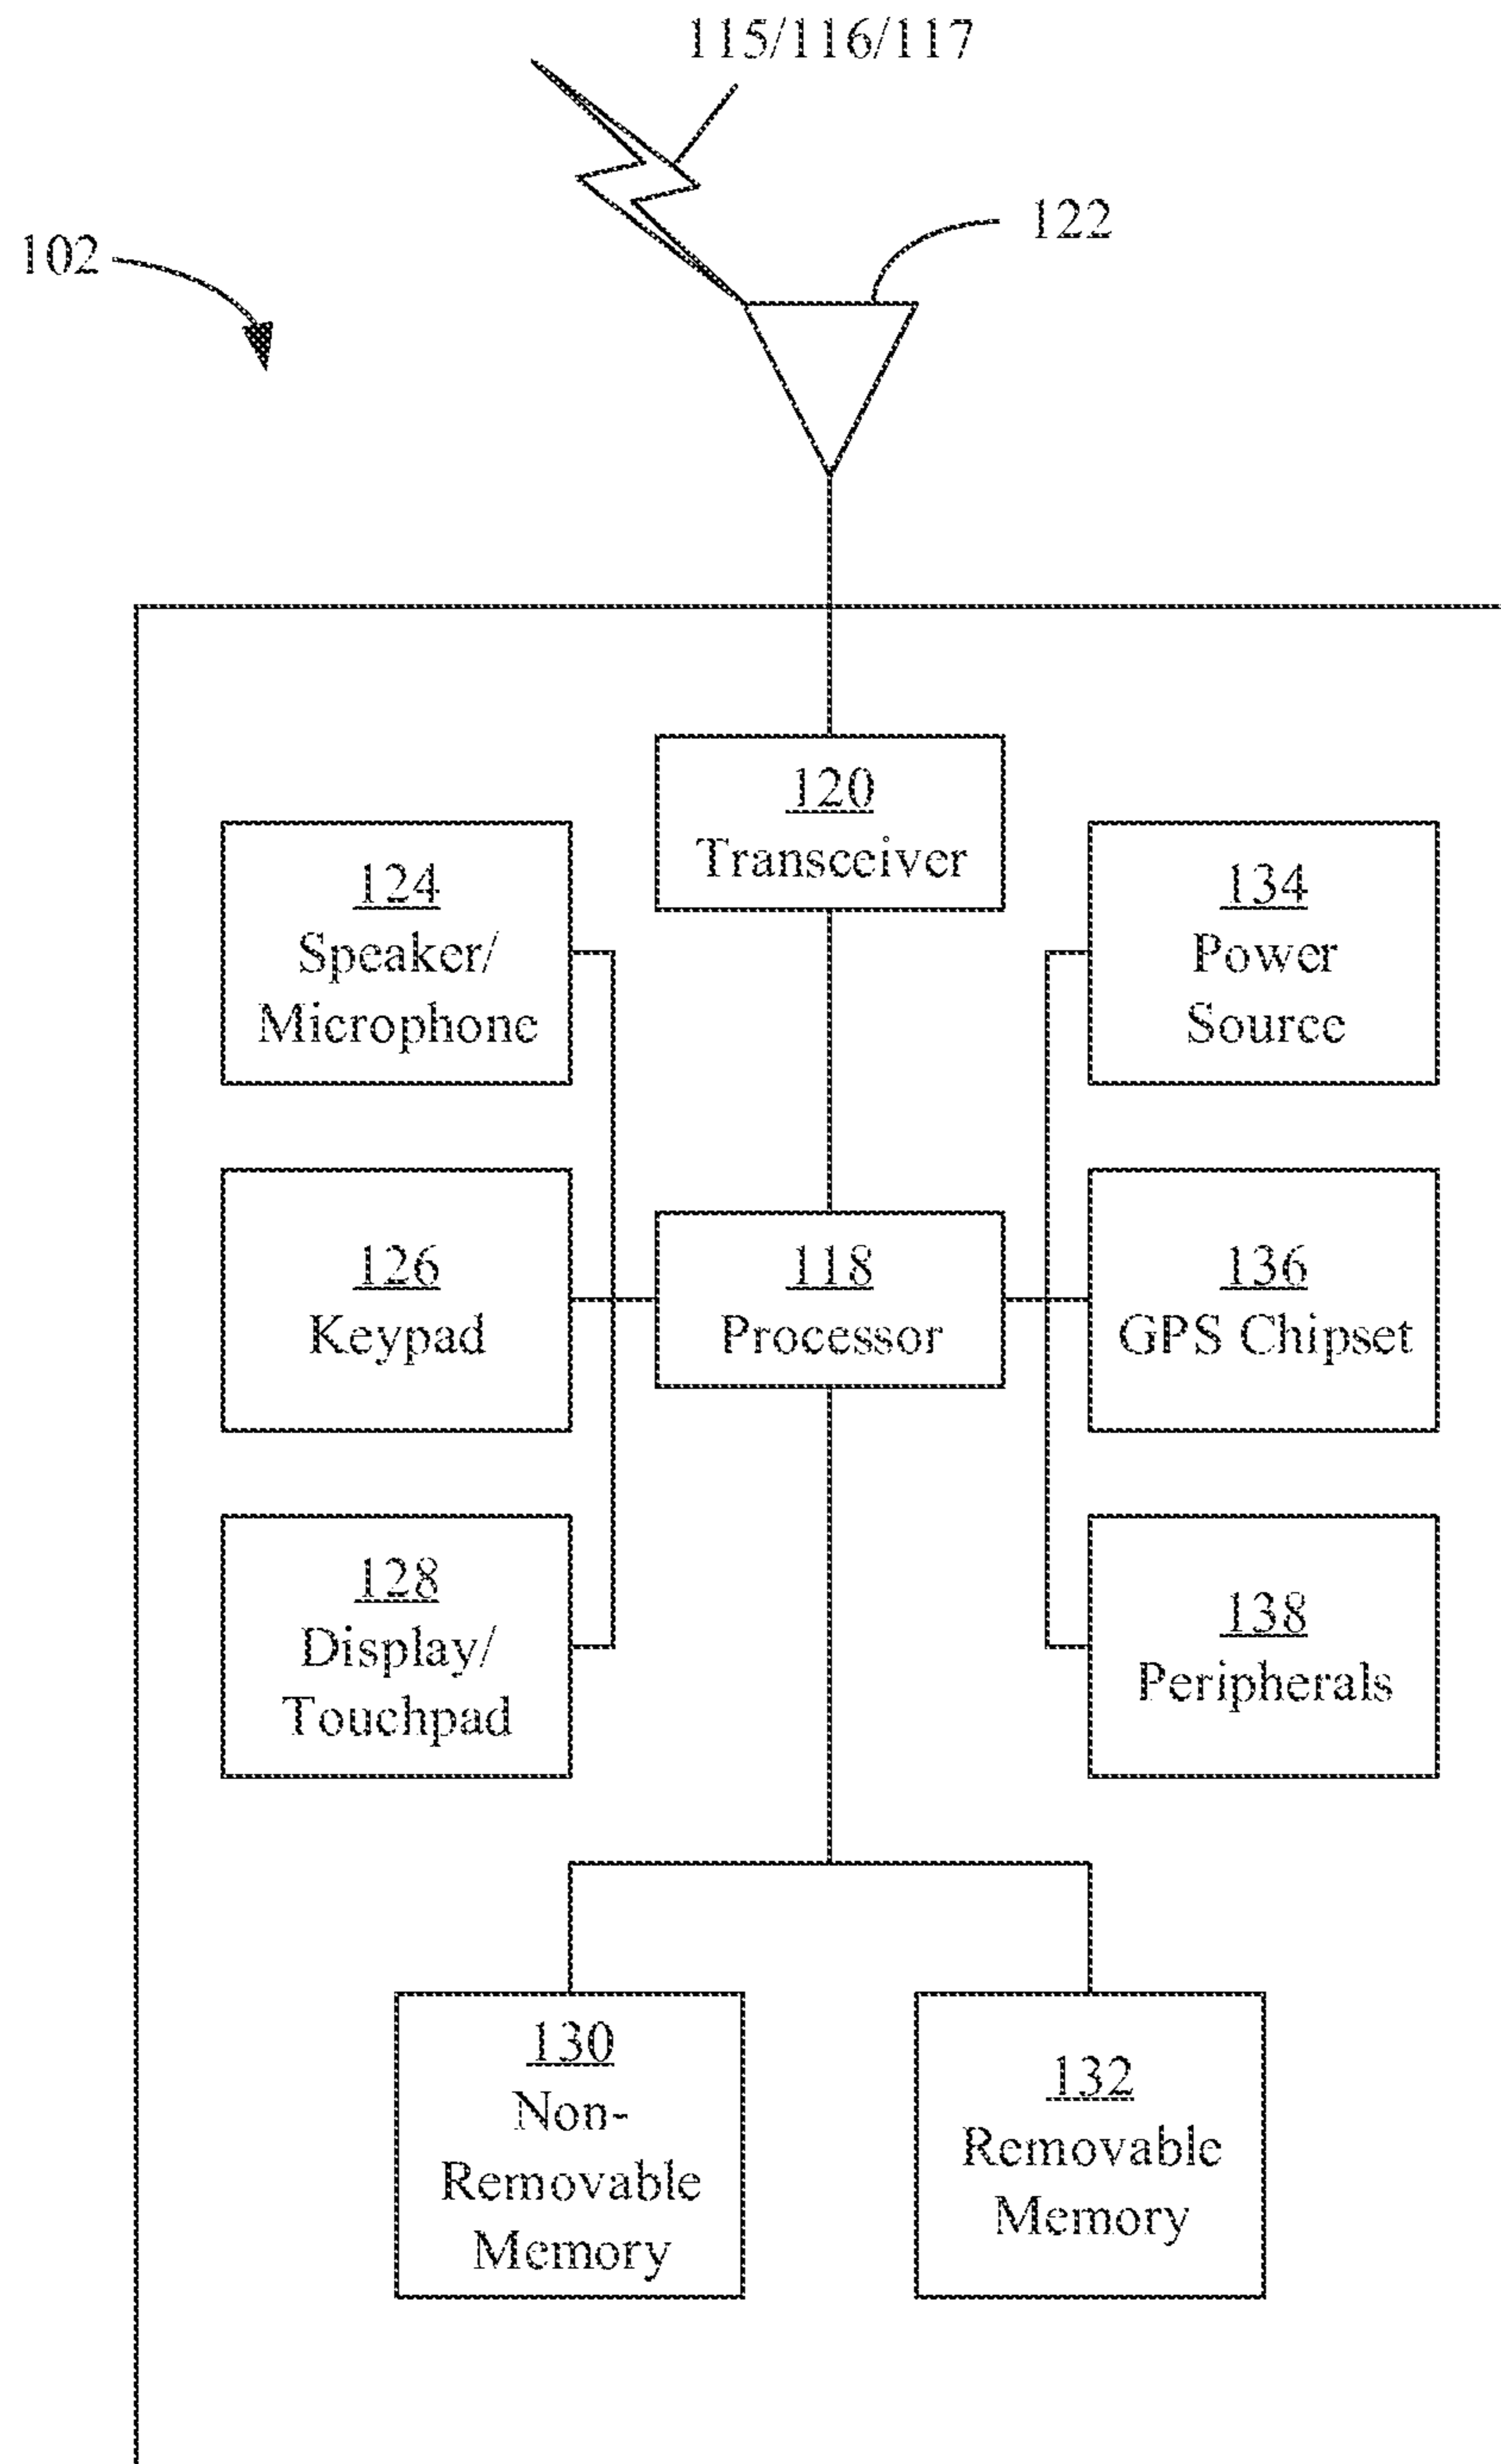 115/116/117
122
102
120
Transceiver
124
Speaker/
Microphone
134
Power
Source
126
Keypad
118
Processor
136
GPS Chipset
128
Display/
Touchpad
138
Peripherals
130
Non-
Removable
Memory
132
Removable
Memory